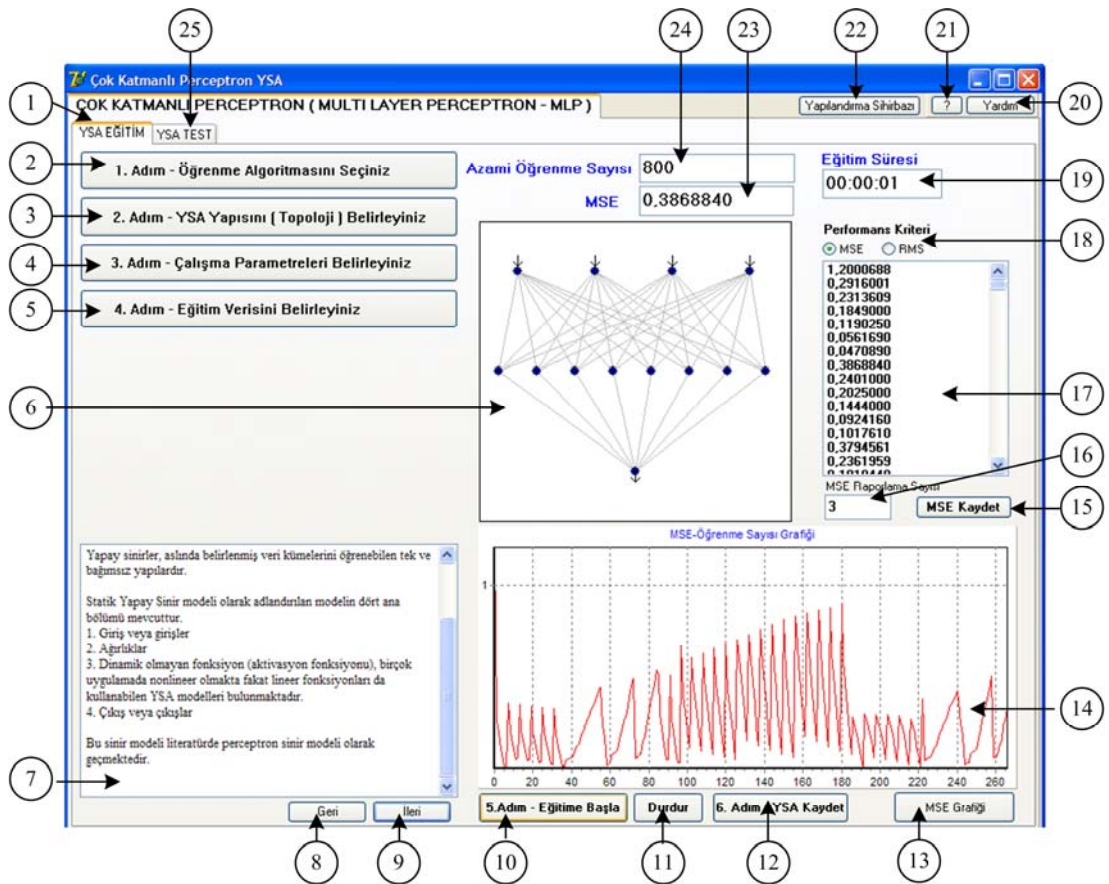 25
24
23
22
21
Çok Katmanlı Perceptron YSA
1
ÇOK KATMANLI PERCEPTRON ( MULTI LAYER PERCEPTRON - MLP )
Yapılandırma Sihirbazı
?
Yardım
20
YSA EĞİTİM
YSA TEST
2
1. Adım - Öğrenme Algoritmasını Seçiniz
Azami Öğrenme Sayısı
800
Eğitim Süresi
00:00:01
19
3
2. Adım - YSA Yapısını ( Topoloji ) Belirleyiniz
MSE
0,3868840
Performans Kriteri
MSE
RMS
18
4
3. Adım - Çalışma Parametreleri Belirleyiniz
5
4. Adım - Eğitim Verisini Belirleyiniz
1,2000688
0,2916001
0,2313609
0,1849000
0,1190250
0,0561690
0,0470890
0,3868840
0,2401000
0,2025000
0,1444000
0,0924160
0,1017610
0,3794561
0,2361959
6
17
16
MSE Raporlama Sayısı
3
MSE Kaydet
15
MSE-Öğrenme Sayısı Grafiği
Yapay sinirler, aslında belirlenmiş veri kümelerini öğrenebilen tek ve
bağımsız yapılardır.
Statik Yapay Sinir modeli olarak adlandırılan modelin dört ana
bölümü mevcuttur.
1. Giriş veya girişler
2. Ağırlıklar
3. Dinamik olmayan fonksiyon (aktivasyon fonksiyonu), birçok
uygulamada nonlineer olmakta fakat lineer fonksiyonları da
kullanabilen YSA modelleri bulunmaktadır.
4. Çıkış veya çıkışlar
Bu sinir modeli literatürde perceptron sinir modeli olarak
geçmektedir.
7
1
14
0 20 40 60 80 100 120 140 160 180 200 220 240 260
Geri
İleri
5.Adım - Eğitime Başla
Durdur
6. Adım - YSA Kaydet
MSE Grafiği
8
9
10
11
12
13